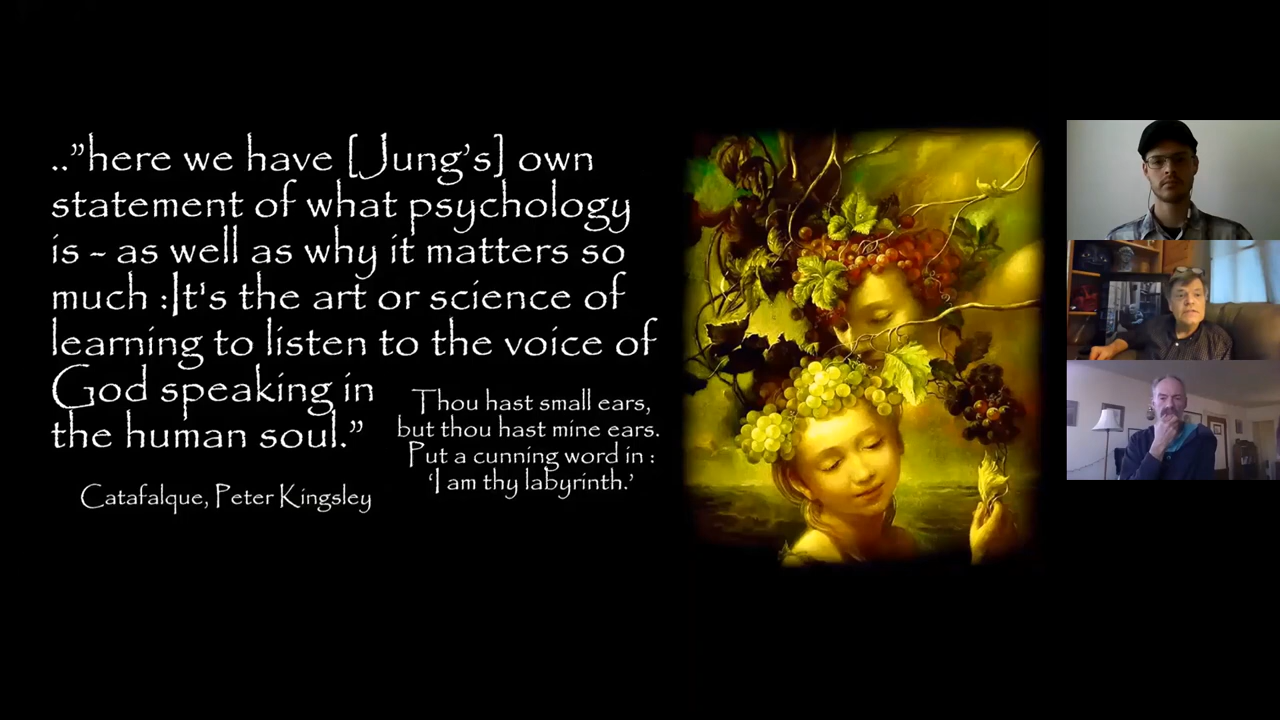 ..”here we have [Jung’s] own
statement of what psychology
is - as well as why it matters so
much :It's the art or science of
learning to listen to the voice of
God speaking in
the human soul.”
Thou hast small ears,
but thou hast mine ears.
Put a cunning word in :
‘I am thy labyrinth.’
Catafalque, Peter Kingsley